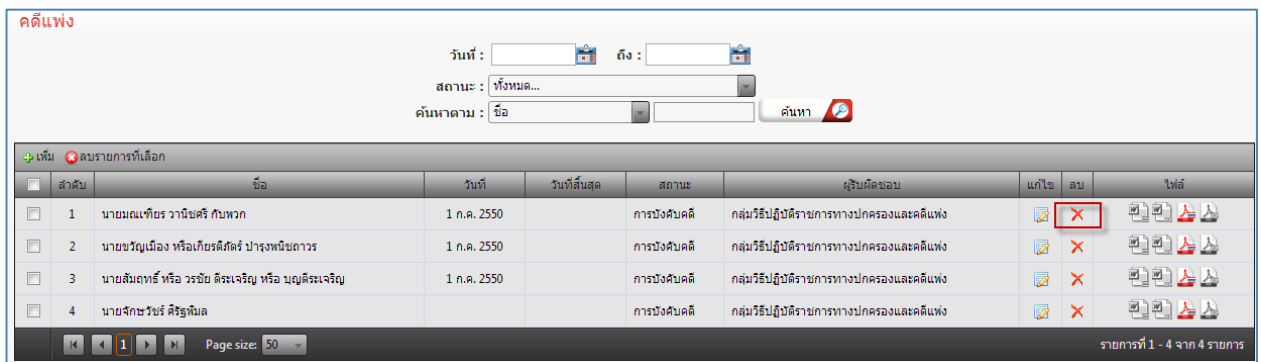 คดีแพ่ง
วันที่ : ถึง :
สถานะ : ทั้งหมด...
ค้นหาตาม : ชื่อ ค้นหา
เพิ่ม ลบรายการที่เลือก
ลำดับ ชื่อ วันที่ วันที่สิ้นสุด สถานะ ผู้รับผิดชอบ แก้ไข ลบ ไฟล์
1 นายมณเฑียร วานิชศรี กับพวก 1 ก.ค. 2550 การบังคับคดี กลุ่มวิธีปฏิบัติราชการทางปกครองและคดีแพ่ง
2 นายขวัญเมือง หรือเกียรติภัตร์ บำรุงพนิชถาวร 1 ก.ค. 2550 การบังคับคดี กลุ่มวิธีปฏิบัติราชการทางปกครองและคดีแพ่ง
3 นายสัมฤทธิ์ หรือ วรชัย ติระเจริญ หรือ บุญติระเจริญ 1 ก.ค. 2550 การบังคับคดี กลุ่มวิธีปฏิบัติราชการทางปกครองและคดีแพ่ง
4 นายจักษวัชร์ ศิริฐพิมล การบังคับคดี กลุ่มวิธีปฏิบัติราชการทางปกครองและคดีแพ่ง
1 Page size: 50 รายการที่ 1 - 4 จาก 4 รายการ